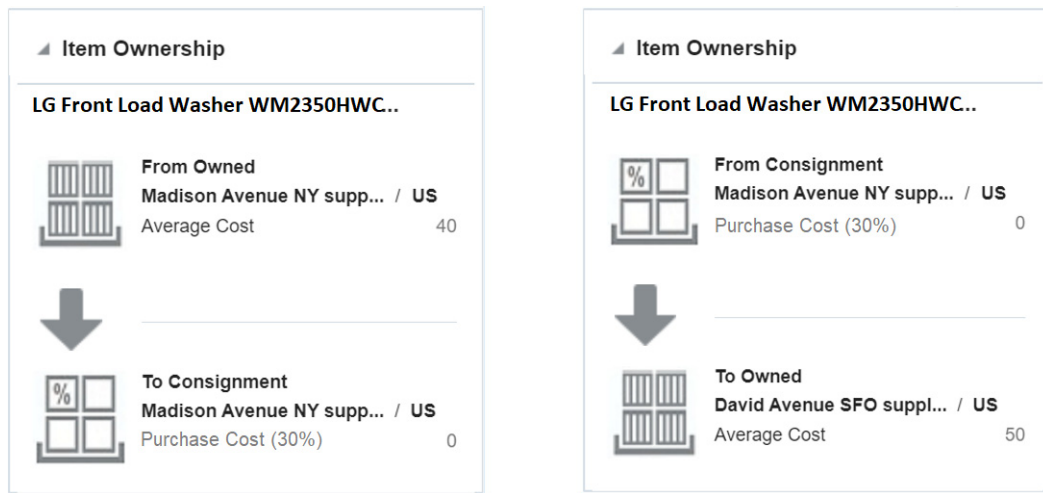 Item Ownership
LG Front Load Washer WM2350HWC...
From Owned
Madison Avenue NY supp... / US
Average Cost 40
To Consignment
%
Madison Avenue NY supp... / US
Purchase Cost (30%) 0
Item Ownership
LG Front Load Washer WM2350HWC...
From Consignment
%
Madison Avenue NY supp... / US
Purchase Cost (30%) 0
To Owned
David Avenue SFO suppl... / US
Average Cost 50